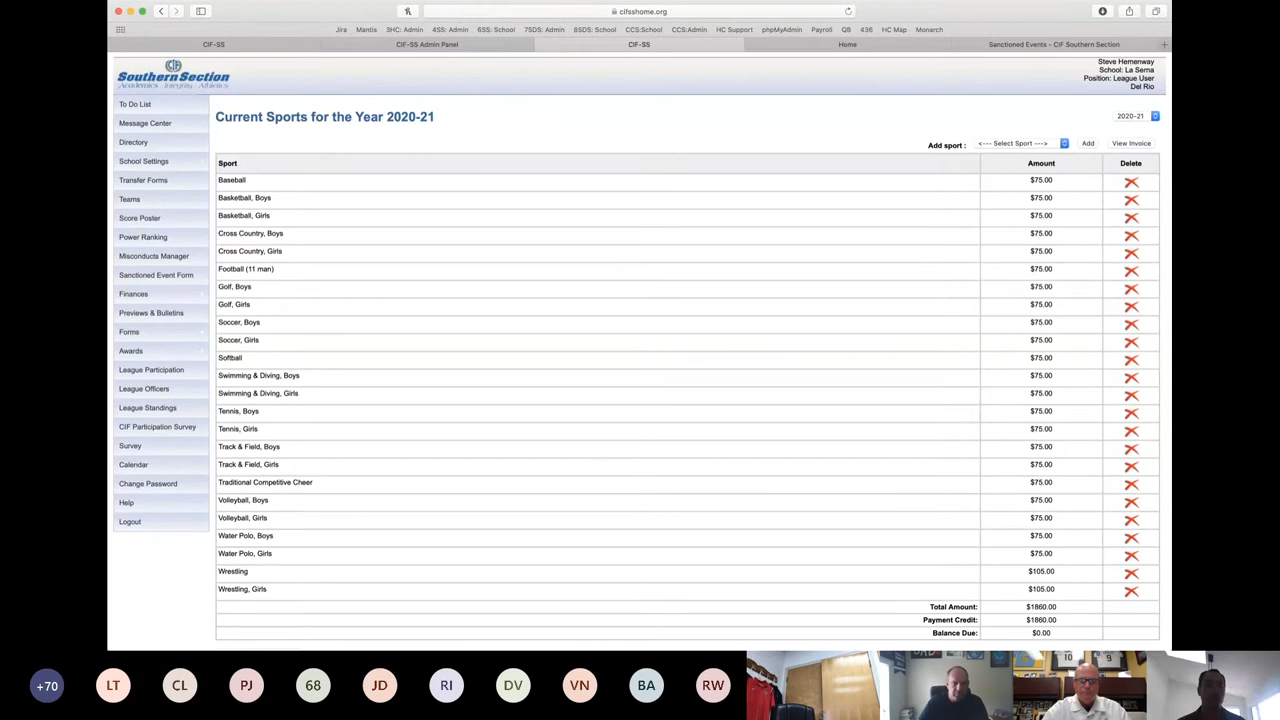 cifsshome.org
Jira Mantis 3HC: Admin 4SS: Admin 6SS: School 7SDS: Admin 8SDS: School CCS:School CCS:Admin HC Support phpMyAdmin Payroll QB 436 HC Map Monarch
CIF-SS CIF-SS Admin Panel CIF-SS Home Sanctioned Events - CIF Southern Section
CIF
Southern Section
Academics Integrity Athletics
Steve Hemenway
School: La Serna
Position: League User
Del Rio
To Do List
Message Center
Directory
School Settings
Transfer Forms
Teams
Score Poster
Power Ranking
Misconducts Manager
Sanctioned Event Form
Finances
Previews & Bulletins
Forms
Awards
League Participation
League Officers
League Standings
CIF Participation Survey
Survey
Calendar
Change Password
Help
Logout
Current Sports for the Year 2020-21
2020-21
Add sport : <--- Select Sport ---> Add View Invoice
Sport Amount Delete
Baseball $75.00
Basketball, Boys $75.00
Basketball, Girls $75.00
Cross Country, Boys $75.00
Cross Country, Girls $75.00
Football (11 man) $75.00
Golf, Boys $75.00
Golf, Girls $75.00
Soccer, Boys $75.00
Soccer, Girls $75.00
Softball $75.00
Swimming & Diving, Boys $75.00
Swimming & Diving, Girls $75.00
Tennis, Boys $75.00
Tennis, Girls $75.00
Track & Field, Boys $75.00
Track & Field, Girls $75.00
Traditional Competitive Cheer $75.00
Volleyball, Boys $75.00
Volleyball, Girls $75.00
Water Polo, Boys $75.00
Water Polo, Girls $75.00
Wrestling $105.00
Wrestling, Girls $105.00
Total Amount: $1860.00
Payment Credit: $1860.00
Balance Due: $0.00
+70 LT CL PJ 68 JD RI DV VN BA RW
10 9